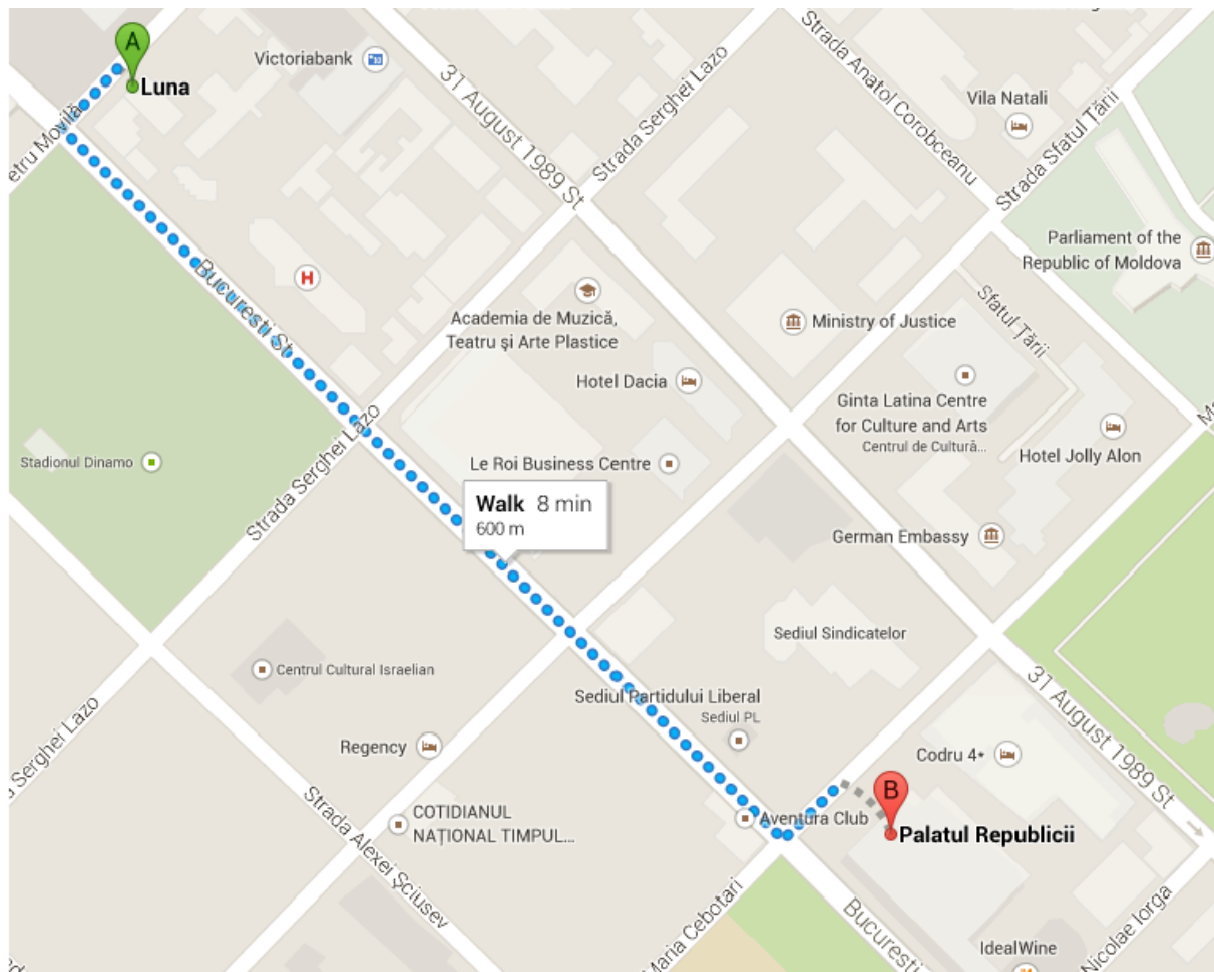 A
Luna
Victoriabank
31 August 1989 St
Strada Serghei Lazo
Strada Anatol Corobceanu
Vila Natali
Strada Sfatul Țării
etru Movilă
Parliament of the
Republic of Moldova
H
București St
Academia de Muzică,
Teatru și Arte Plastice
Ministry of Justice
Sfatul Țării
Hotel Dacia
Ginta Latina Centre
for Culture and Arts
Centrul de Cultură...
Hotel Jolly Alon
Stadionul Dinamo
Strada Serghei Lazo
Le Roi Business Centre
Walk 8 min
600 m
German Embassy
Sediul Sindicatelor
Centrul Cultural Israelian
Sediul Partidului Liberal
Sediul PL
31 August 1989 St
Serghei Lazo
Regency
Codru 4*
B
COTIDIANUL
NAȚIONAL TIMPUL...
Aventura Club
Palatul Republicii
Strada Alexei Șciusev
Maria Cebotari
București
Nicolae Iorga
IdealWine